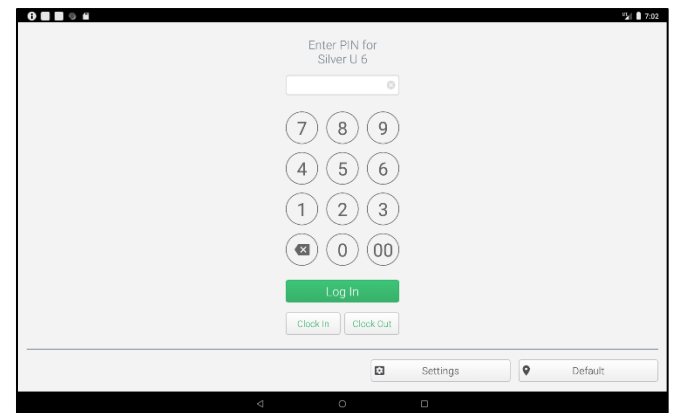 7:02
Enter PIN for
Silver U 6
7 8 9
4 5 6
1 2 3
0 00
Log In
Clock In Clock Out
Settings Default